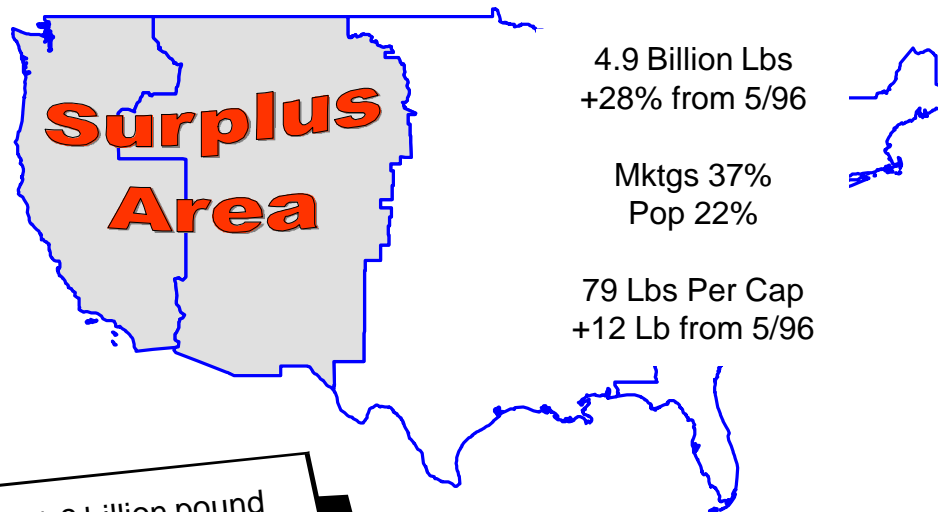 Surplus
Area
4.9 Billion Lbs
+28% from 5/96
Mktgs 37%
Pop 22%
79 Lbs Per Cap
+12 Lb from 5/96
billion pound